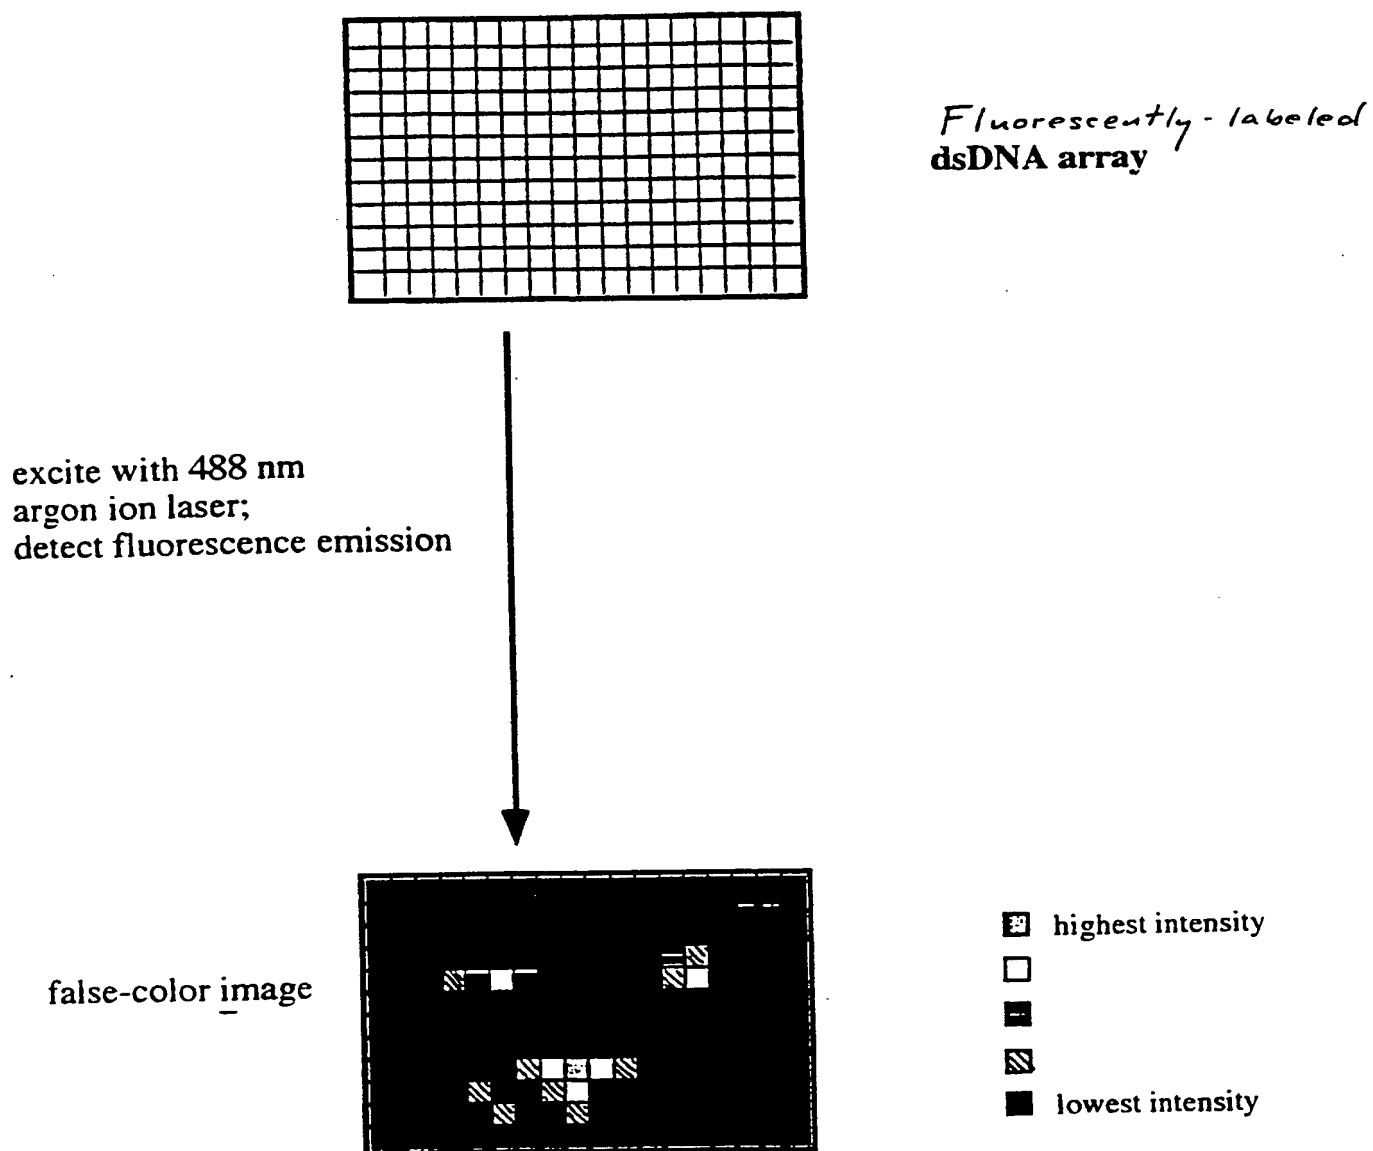 Fluorescently-labeled
dsDNA array
excite with 488 nm
argon ion laser;
detect fluorescence emission
false-color image
highest intensity
lowest intensity